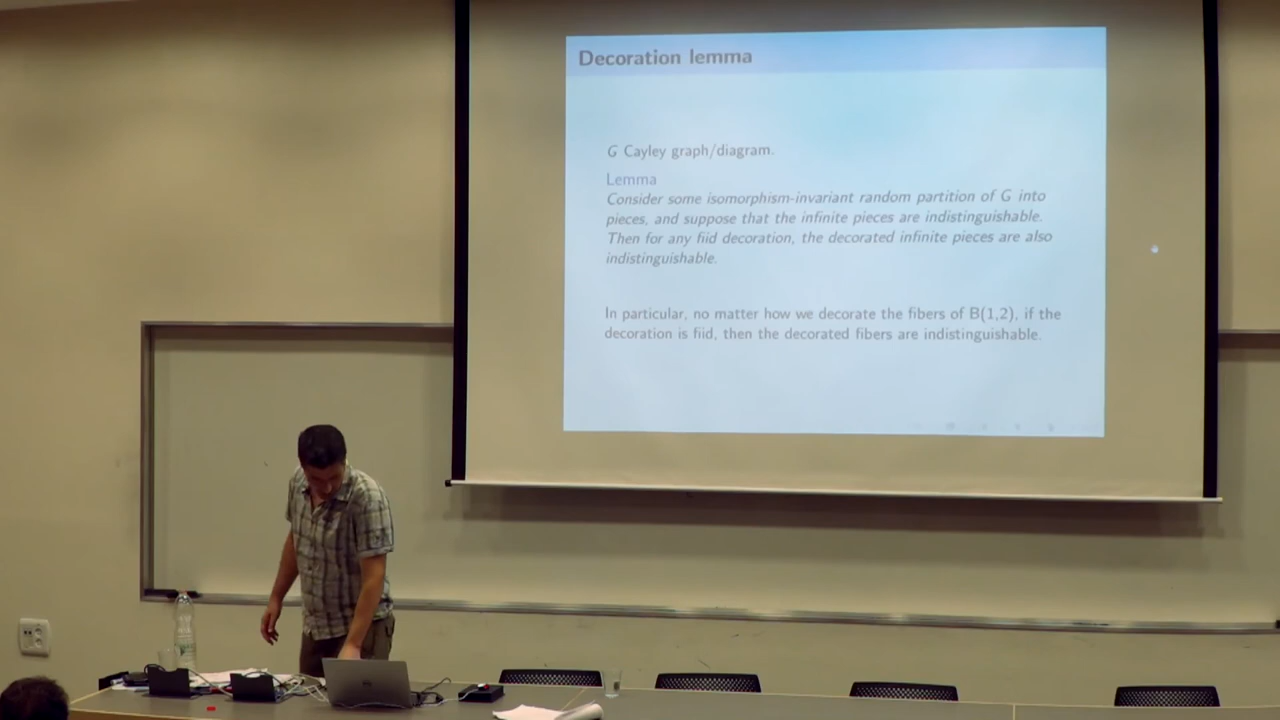 Decoration lemma
G Cayley graph/diagram.
Lemma
Consider some isomorphism-invariant random partition of G into
pieces, and suppose that the infinite pieces are indistinguishable.
Then for any fiid decoration, the decorated infinite pieces are also
indistinguishable.
In particular, no matter how we decorate the fibers of B(1,2), if the
decoration is fiid, then the decorated fibers are indistinguishable.